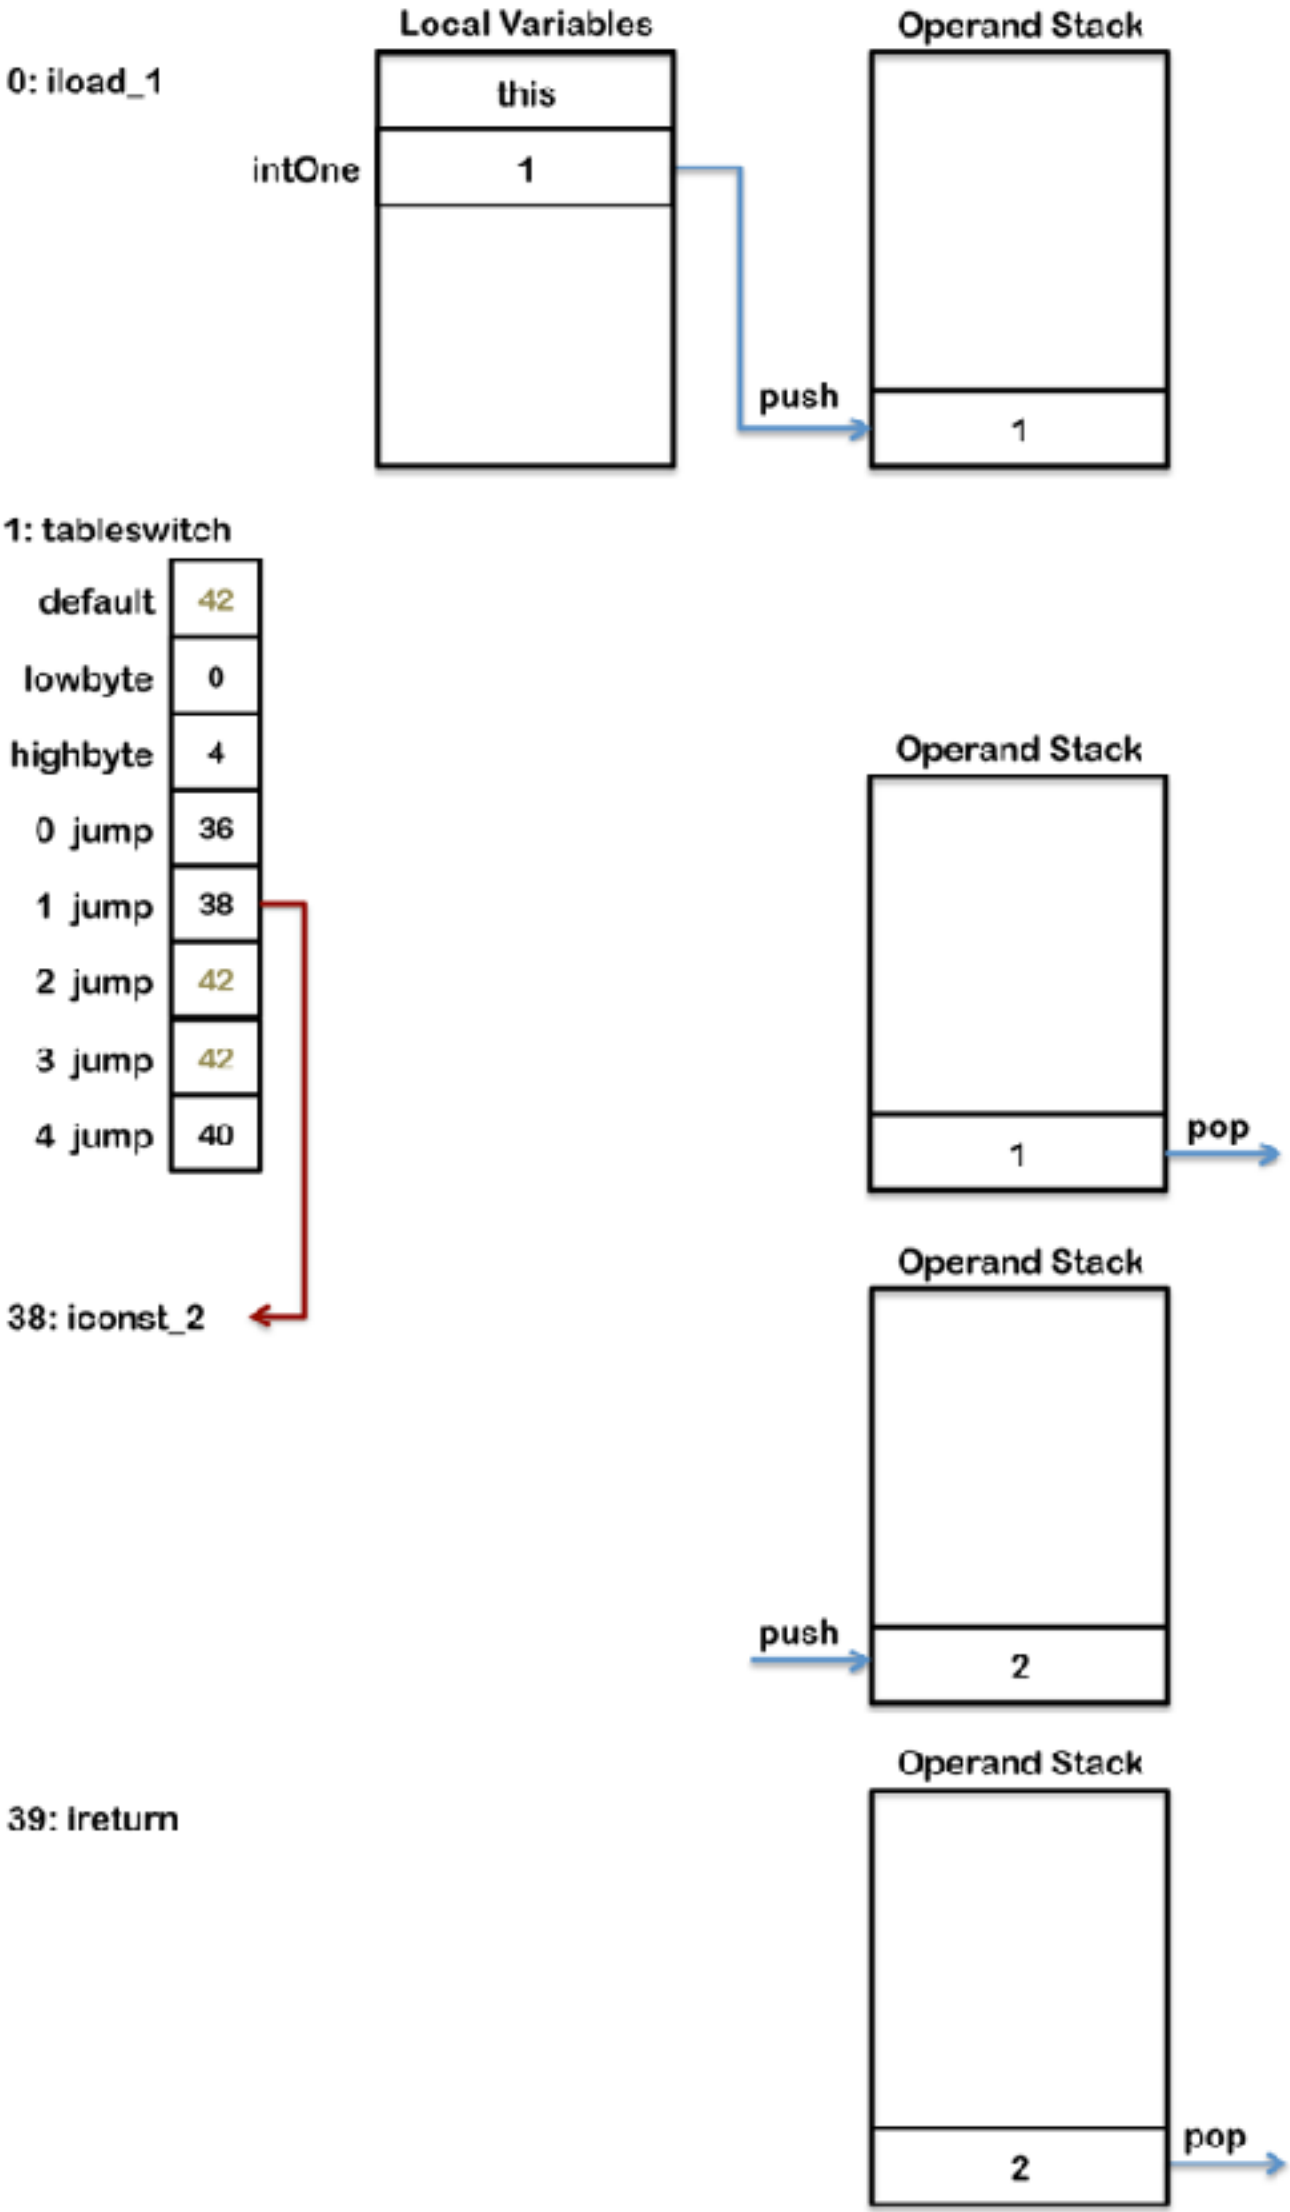 Local Variables
Operand Stack
0: iload_1
this
intOne
1
push
1
1: tableswitch
default 42
lowbyte 0
highbyte 4
Operand Stack
0 jump 36
1 jump 38
2 jump 42
3 jump 42
4 jump 40
1
pop
Operand Stack
38: iconst_2
push
2
Operand Stack
39: ireturn
2
pop